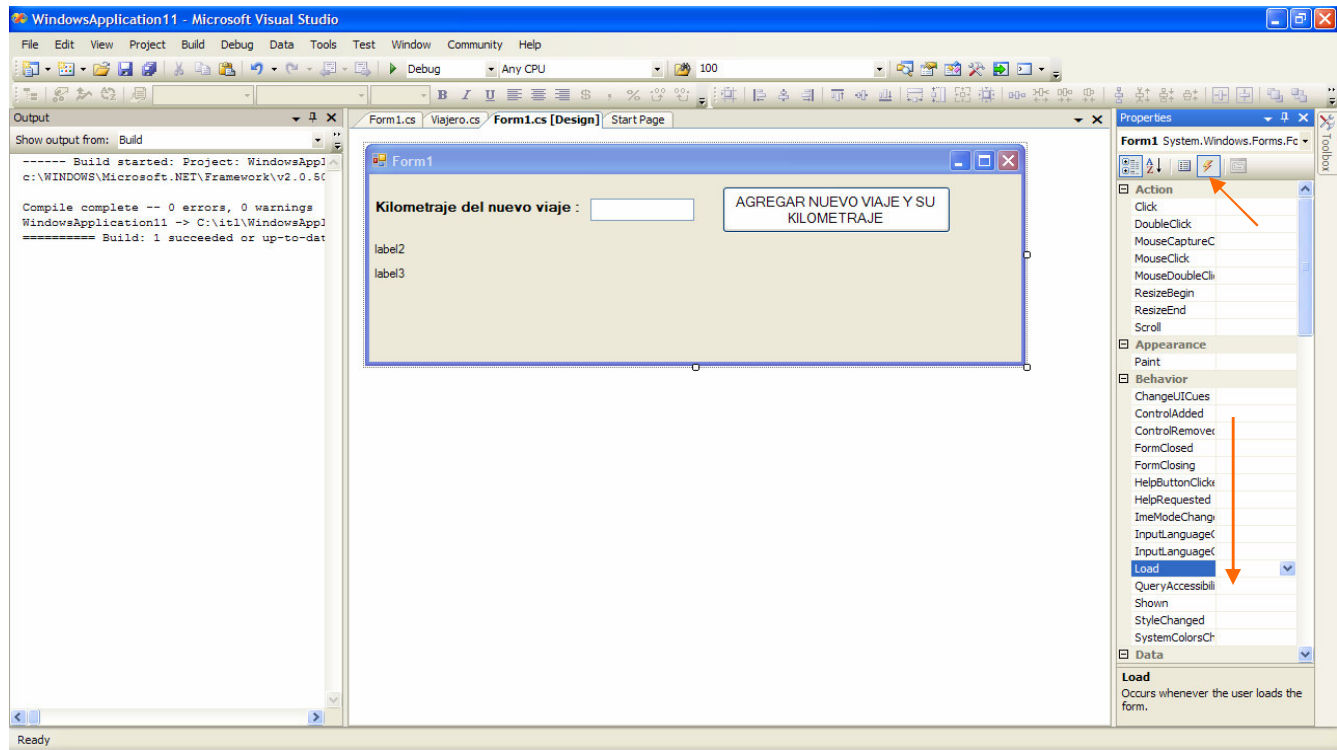 WindowsApplication11 - Microsoft Visual Studio
File Edit View Project Build Debug Data Tools Test Window Community Help
Debug Any CPU 100
B I U
Output
Show output from: Build
------ Build started: Project: WindowsAppl
c:\WINDOWS\Microsoft.NET\Framework\v2.0.50
Compile complete -- 0 errors, 0 warnings
WindowsApplication11 -> C:\itl\WindowsAppl
========== Build: 1 succeeded or up-to-dat
Form1.cs Viajero.cs Form1.cs [Design] Start Page
Form1
Kilometraje del nuevo viaje :
AGREGAR NUEVO VIAJE Y SU
KILOMETRAJE
label2
label3
Properties
Form1 System.Windows.Forms.Fc
Toolbox
Action
Click
DoubleClick
MouseCaptureC
MouseClick
MouseDoubleCli
ResizeBegin
ResizeEnd
Scroll
Appearance
Paint
Behavior
ChangeUICues
ControlAdded
ControlRemovec
FormClosed
FormClosing
HelpButtonClicke
HelpRequested
ImeModeChange
InputLanguageC
InputLanguageC
Load
QueryAccessibili
Shown
StyleChanged
SystemColorsCh
Data
Load
Occurs whenever the user loads the
form.
Ready